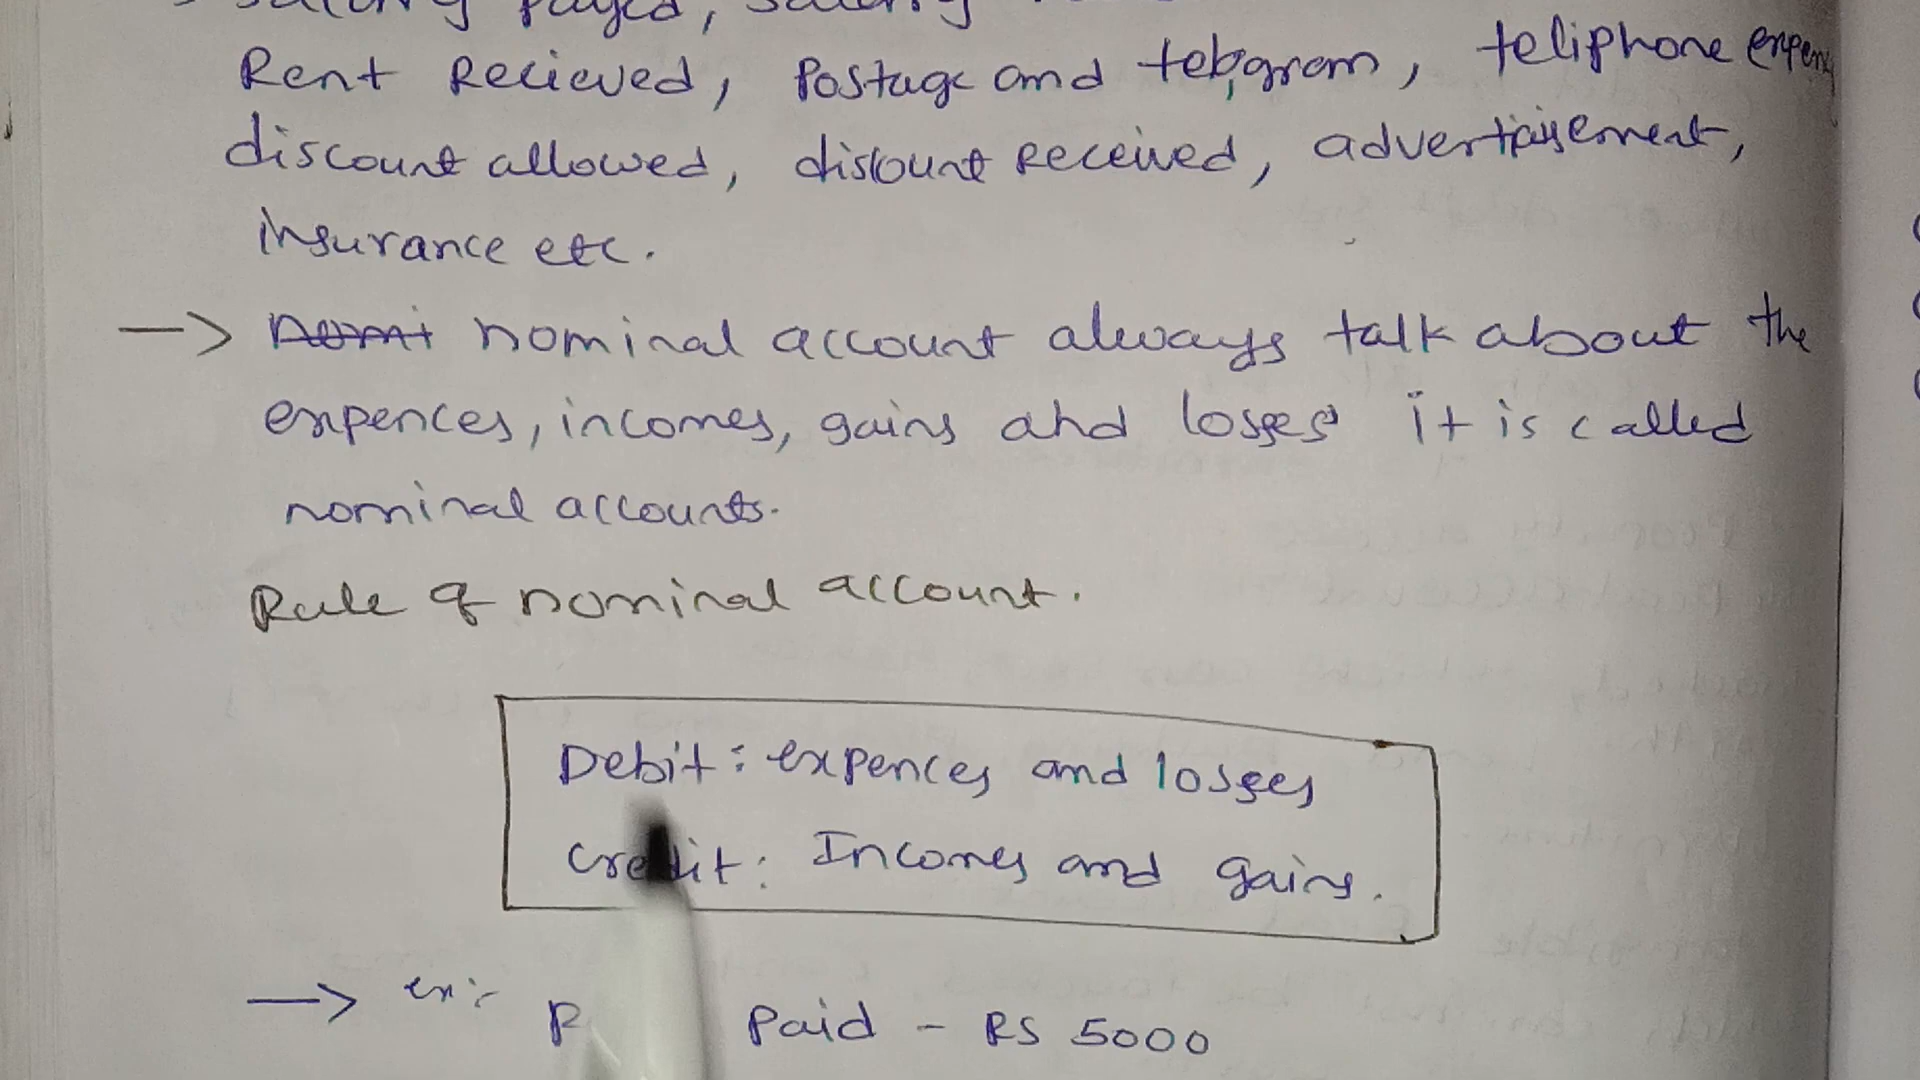 Rent Recieved, Postage and telegram, teliphone
discount allowed, discount Received, advertaisement,
insurance etc.
→ nomi nominal account always talk about the
expences, incomes, gains and losses it is called
nominal accounts.
Rule of nominal account.
Debit: expences and losses
Credit: Incomes and gains.
→ ex:- Paid - RS 5000